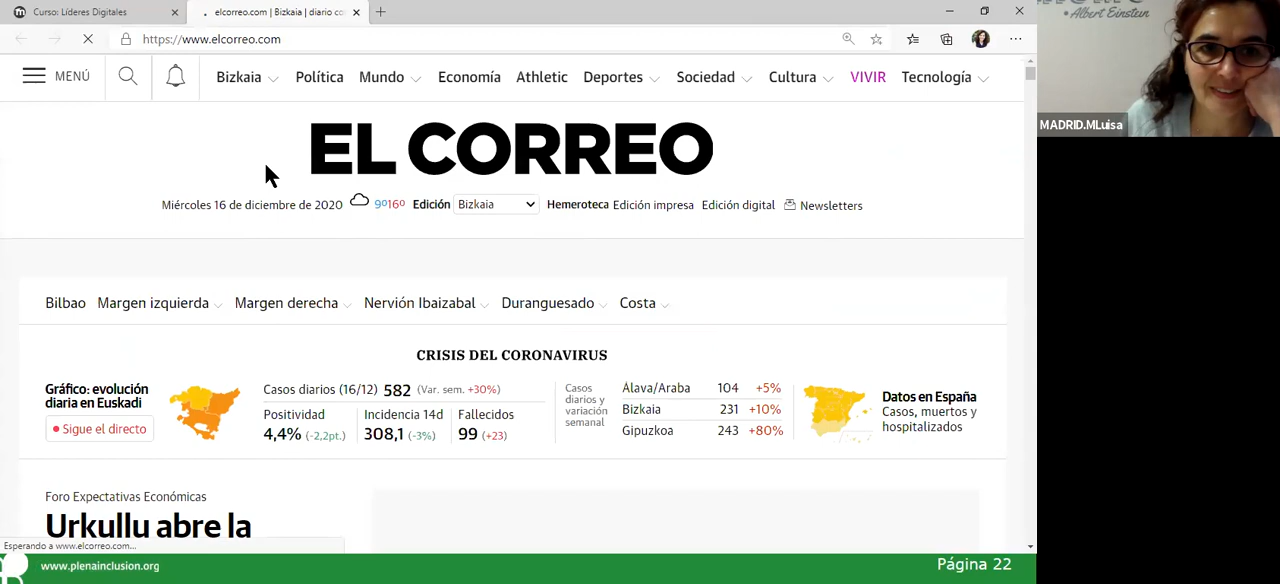 Curso: Líderes Digitales
elcorreo.com | Bizkaia | diario co
https://www.elcorreo.com
MENÚ
Bizkaia Política Mundo Economía Athletic Deportes Sociedad Cultura VIVIR Tecnología
EL CORREO
Miércoles 16 de diciembre de 2020 9º16º Edición Bizkaia Hemeroteca Edición impresa Edición digital Newsletters
Bilbao Margen izquierda Margen derecha Nervión Ibaizabal Duranguesado Costa
CRISIS DEL CORONAVIRUS
Gráfico: evolución
diaria en Euskadi
Sigue el directo
Casos diarios (16/12) 582 (Var. sem. +30%)
Positividad
4,4% (-2,2pt.)
Incidencia 14d
308,1 (-3%)
Fallecidos
99 (+23)
Casos
diarios y
variación
semanal
Álava/Araba 104 +5%
Bizkaia 231 +10%
Gipuzkoa 243 +80%
Datos en España
Casos, muertos y
hospitalizados
Foro Expectativas Económicas
Urkullu abre la
Esperando a www.elcorreo.com...
www.plenainclusion.org
Página 22
• Albert Einstein
MADRID.MLuisa